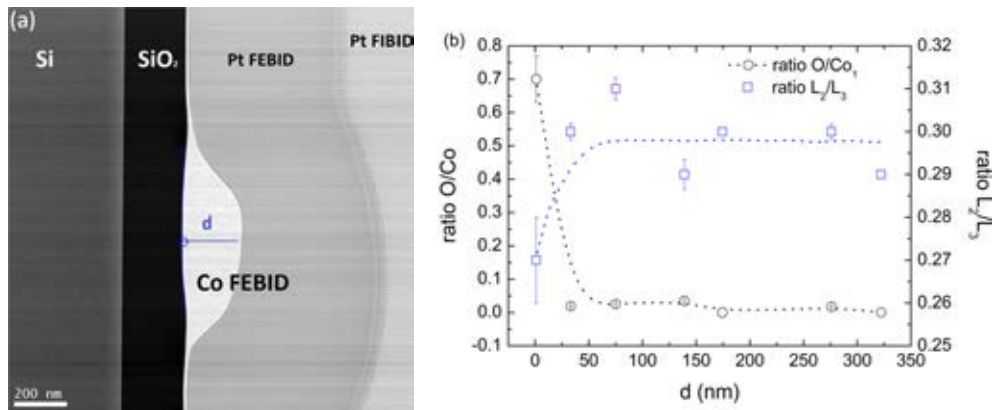 (a)
Si
SiO₂
Pt FEBID
Pt FIBID
d
Co FEBID
200 nm
(b)
0.8
0.7
0.6
0.5
0.4
0.3
0.2
0.1
0.0
-0.1
ratio O/Co
ratio O/Co₁
ratio L₂/L₃
0.32
0.31
0.30
0.29
0.28
0.27
0.26
0.25
ratio L₂/L₃
0 50 100 150 200 250 300 350
d (nm)